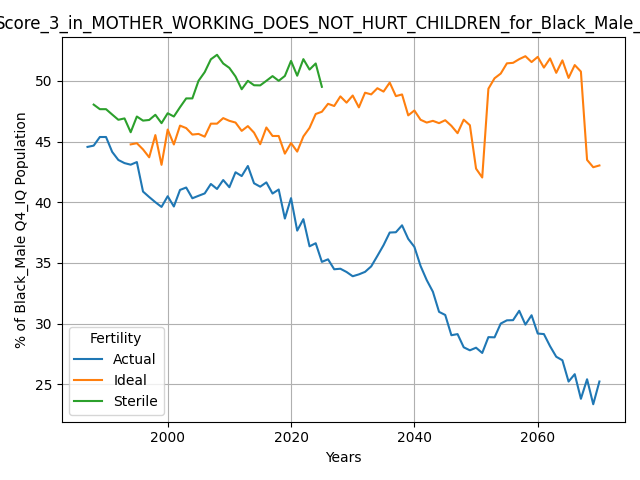 Score_3_in_MOTHER_WORKING_DOES_NOT_HURT_CHILDREN_for_Black_Male_
% of Black_Male Q4_IQ Population
50
45
40
35
30
25
Fertility
Actual
Ideal
Sterile
2000
2020
2040
2060
Years